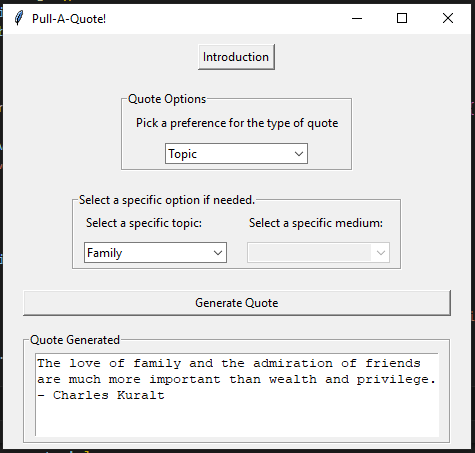 Pull-A-Quote!
Introduction
Quote Options
Pick a preference for the type of quote
Topic
Select a specific option if needed.
Select a specific topic: Select a specific medium:
Family
Generate Quote
Quote Generated
The love of family and the admiration of friends
are much more important than wealth and privilege.
- Charles Kuralt